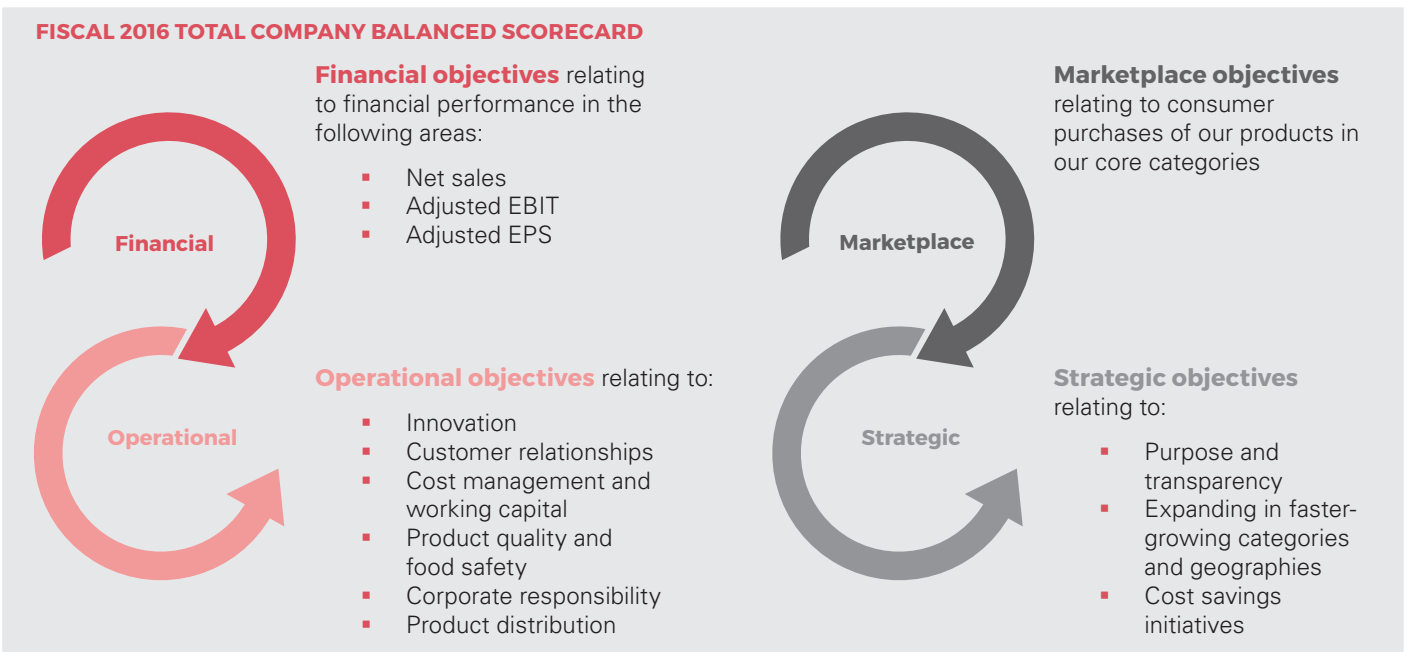 FISCAL 2016 TOTAL COMPANY BALANCED SCORECARD
Financial
Financial objectives relating
to financial performance in the
following areas:
▪ Net sales
▪ Adjusted EBIT
▪ Adjusted EPS
Operational
Operational objectives relating to:
▪ Innovation
▪ Customer relationships
▪ Cost management and
working capital
▪ Product quality and
food safety
▪ Corporate responsibility
▪ Product distribution
Marketplace
Marketplace objectives
relating to consumer
purchases of our products in
our core categories
Strategic
Strategic objectives
relating to:
▪ Purpose and
transparency
▪ Expanding in faster-
growing categories
and geographies
▪ Cost savings
initiatives